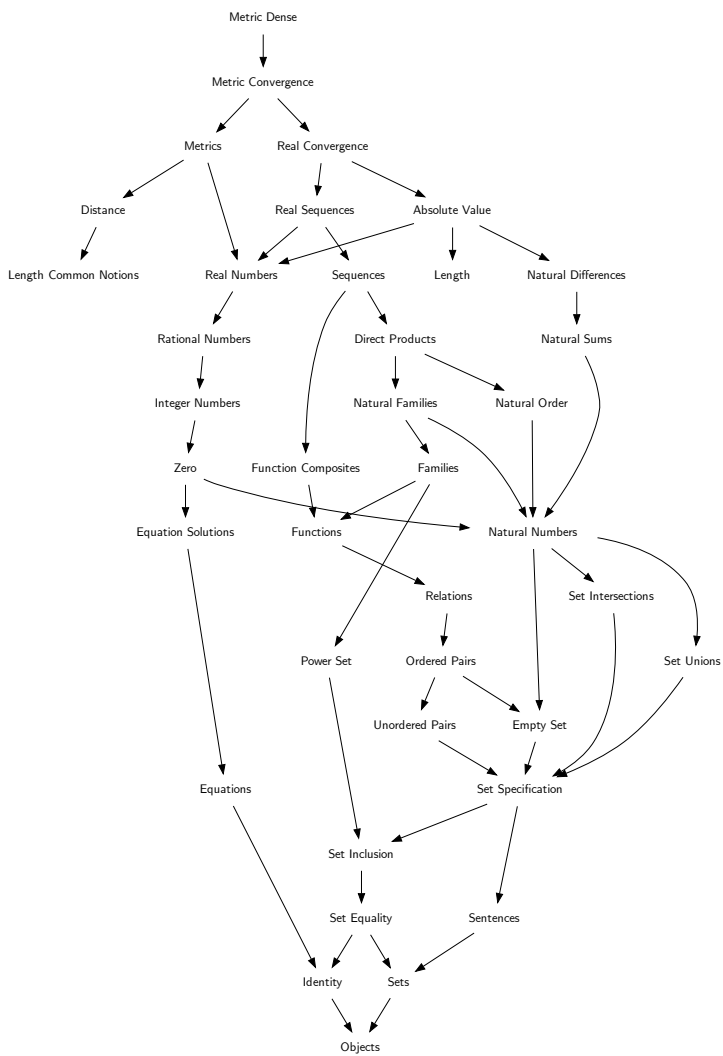 Metric Dense
Metric Convergence
Metrics
Real Convergence
Distance
Real Sequences
Absolute Value
Length Common Notions
Real Numbers
Sequences
Length
Natural Differences
Rational Numbers
Direct Products
Natural Sums
Integer Numbers
Natural Families
Natural Order
Zero
Function Composites
Families
Equation Solutions
Functions
Natural Numbers
Relations
Set Intersections
Power Set
Ordered Pairs
Set Unions
Unordered Pairs
Empty Set
Equations
Set Specification
Set Inclusion
Set Equality
Sentences
Identity
Sets
Objects